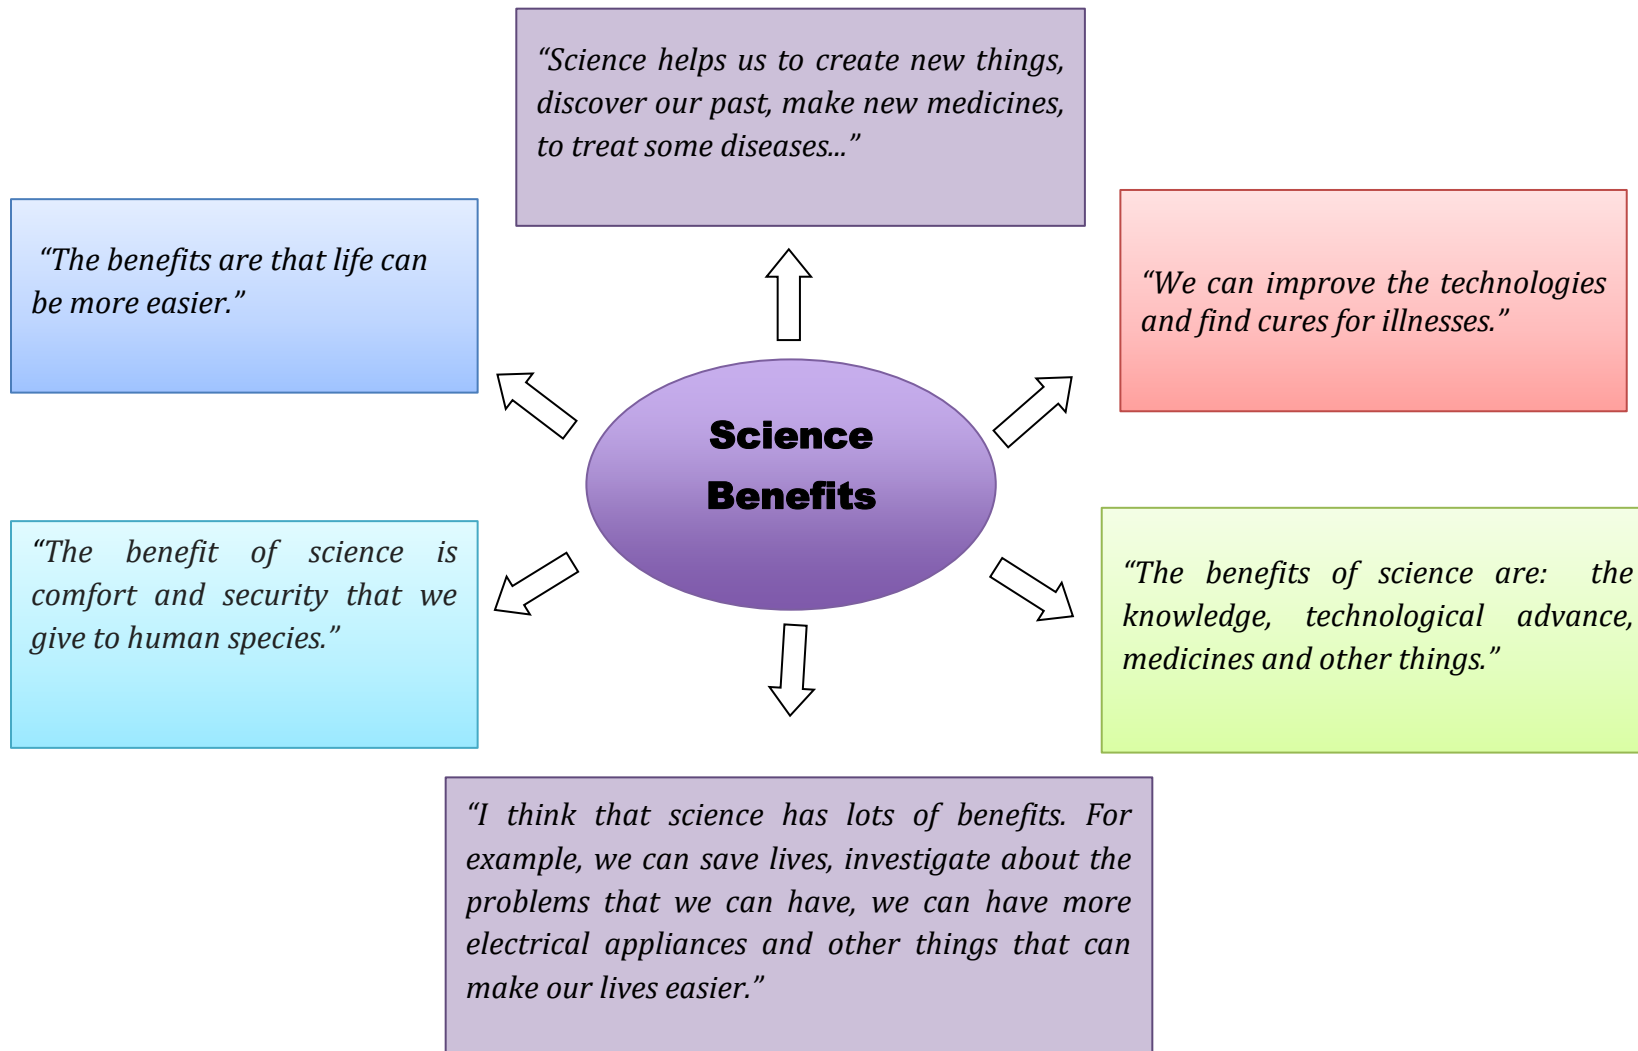 “Science helps us to create new things,
discover our past, make new medicines,
to treat some diseases...”
“The benefits are that life can
be more easier.”
“We can improve the technologies
and find cures for illnesses.”
Science
Benefits
“The benefit of science is
comfort and security that we
give to human species.”
“The benefits of science are: the
knowledge, technological advance,
medicines and other things.”
“I think that science has lots of benefits. For
example, we can save lives, investigate about the
problems that we can have, we can have more
electrical appliances and other things that can
make our lives easier.”